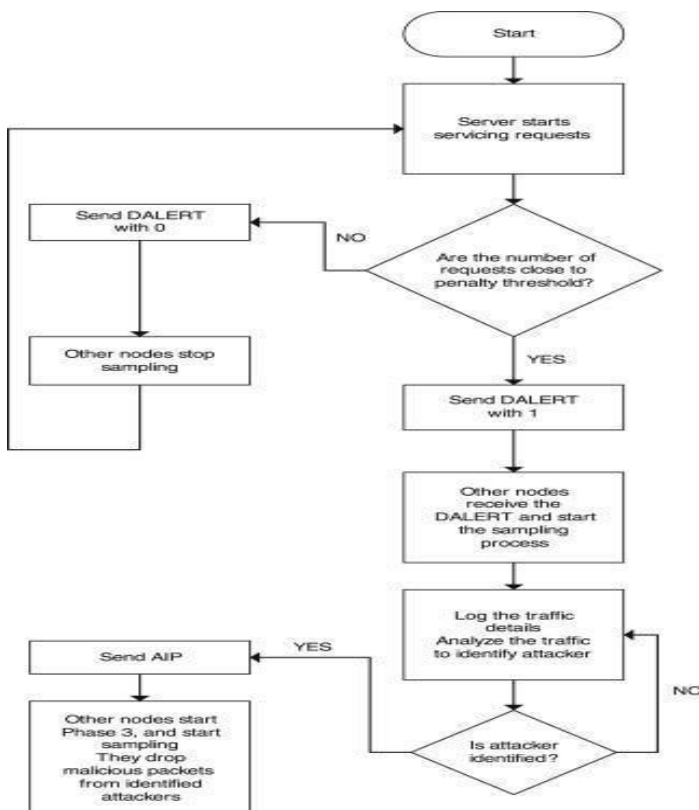 Start
Server starts
servicing requests
Send DALERT
with 0
NO
Are the number of
requests close to
penalty threshold?
Other nodes stop
sampling
YES
Send DALERT
with 1
Other nodes
receive the
DALERT and start
the sampling
process
Log the traffic
details
Analyze the traffic
to identify attacker
YES
Send AIP
NO
Other nodes start
Phase 3, and start
sampling
They drop
malicious packets
from identified
attackers
Is attacker
identified?